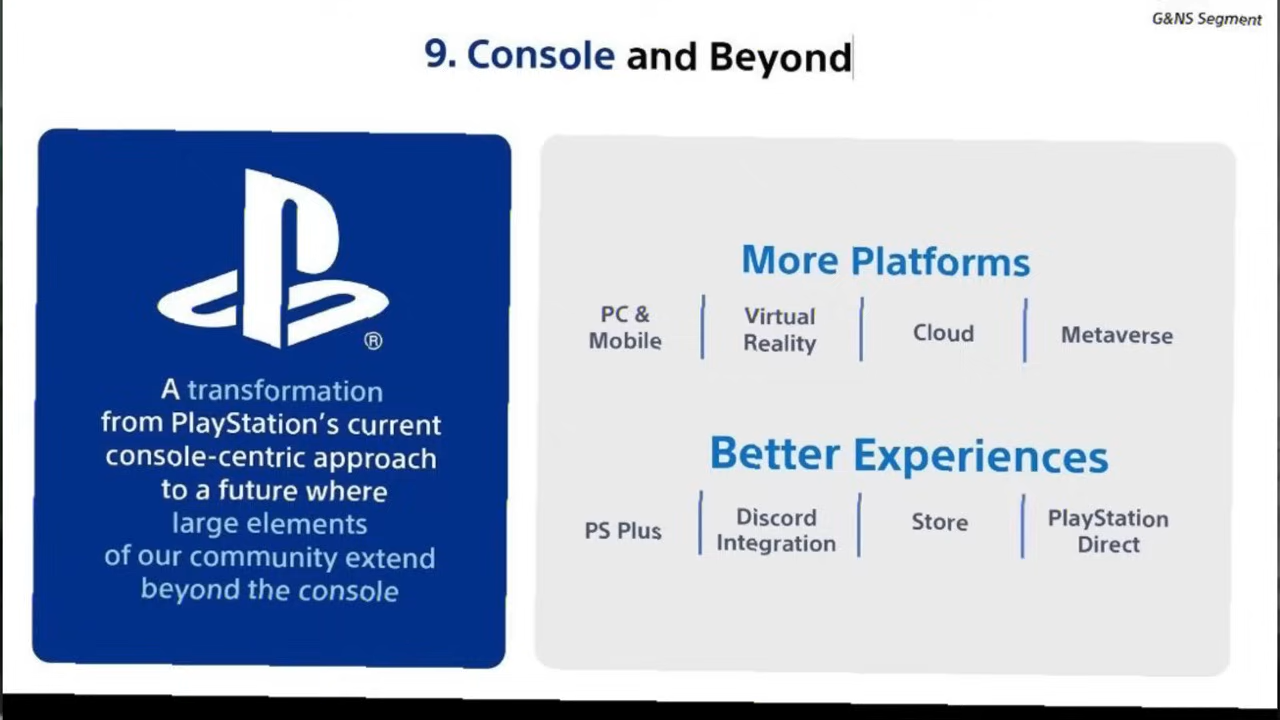 G&NS Segment
9. Console and Beyond
A transformation
from PlayStation's current
console-centric approach
to a future where
large elements
of our community extend
beyond the console
More Platforms
PC &
Mobile
Virtual
Reality
Cloud
Metaverse
Better Experiences
PS Plus
Discord
Integration
Store
PlayStation
Direct